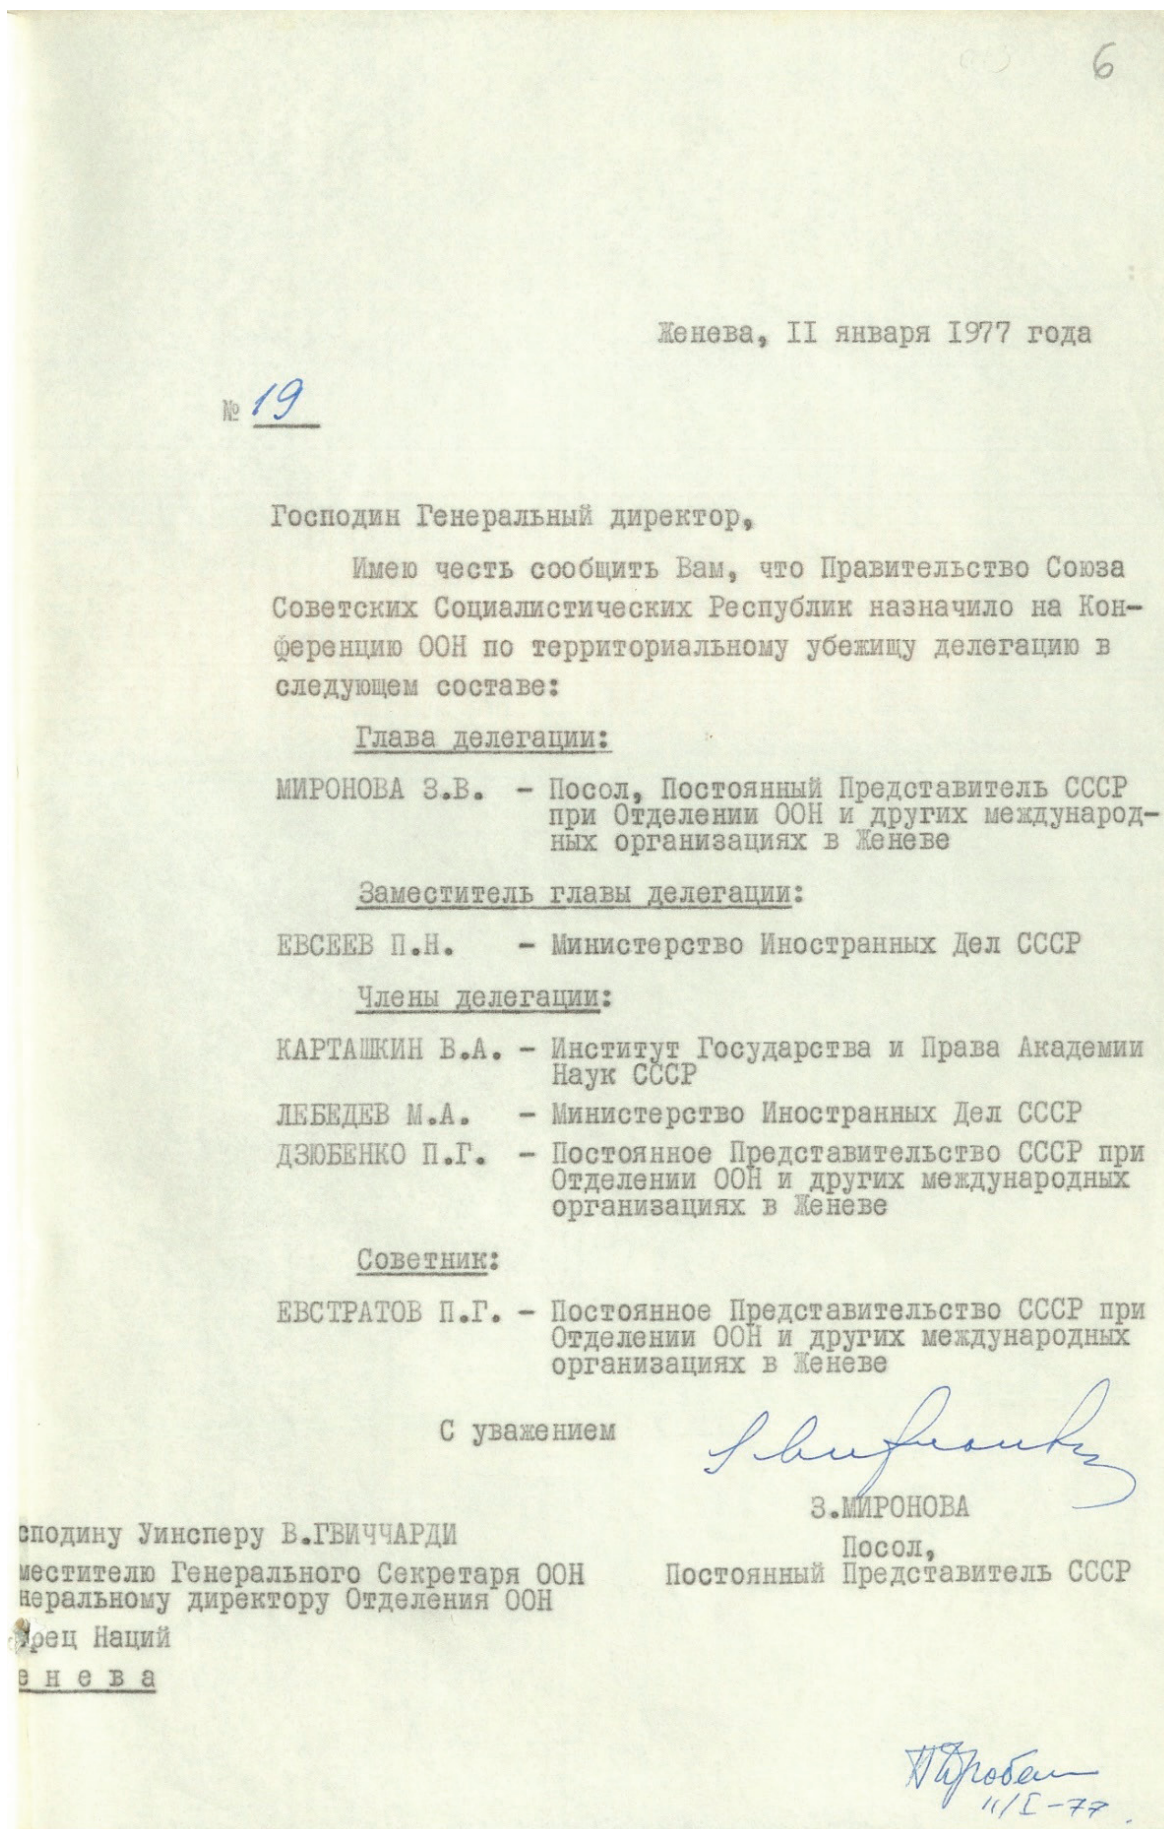 6
Женева, II января I977 года
№ 19
Господин Генеральный директор,
Имею честь сообщить Вам, что Правительство Союза
Советских Социалистических Республик назначило на Кон-
ференцию ООН по территориальному убежищу делегацию в
следующем составе:
Глава делегации:
МИРОНОВА З.В. - Посол, Постоянный Представитель СССР
при Отделении ООН и других международ-
ных организациях в Женеве
Заместитель главы делегации:
ЕВСЕЕВ П.Н. - Министерство Иностранных Дел СССР
Члены делегации:
КАРТАШКИН В.А. - Институт Государства и Права Академии
Наук СССР
ЛЕБЕДЕВ М.А. - Министерство Иностранных Дел СССР
ДЗЮБЕНКО П.Г. - Постоянное Представительство СССР при
Отделении ООН и других международных
организациях в Женеве
Советник:
ЕВСТРАТОВ П.Г. - Постоянное Представительство СССР при
Отделении ООН и других международных
организациях в Женеве
С уважением
З.МИРОНОВА
Посол,
Постоянный Представитель СССР
сподину Уинсперу В.ГВИЧЧАРДИ
местителю Генерального Секретаря ООН
неральному директору Отделения ООН
рец Наций
енева
11/I-77